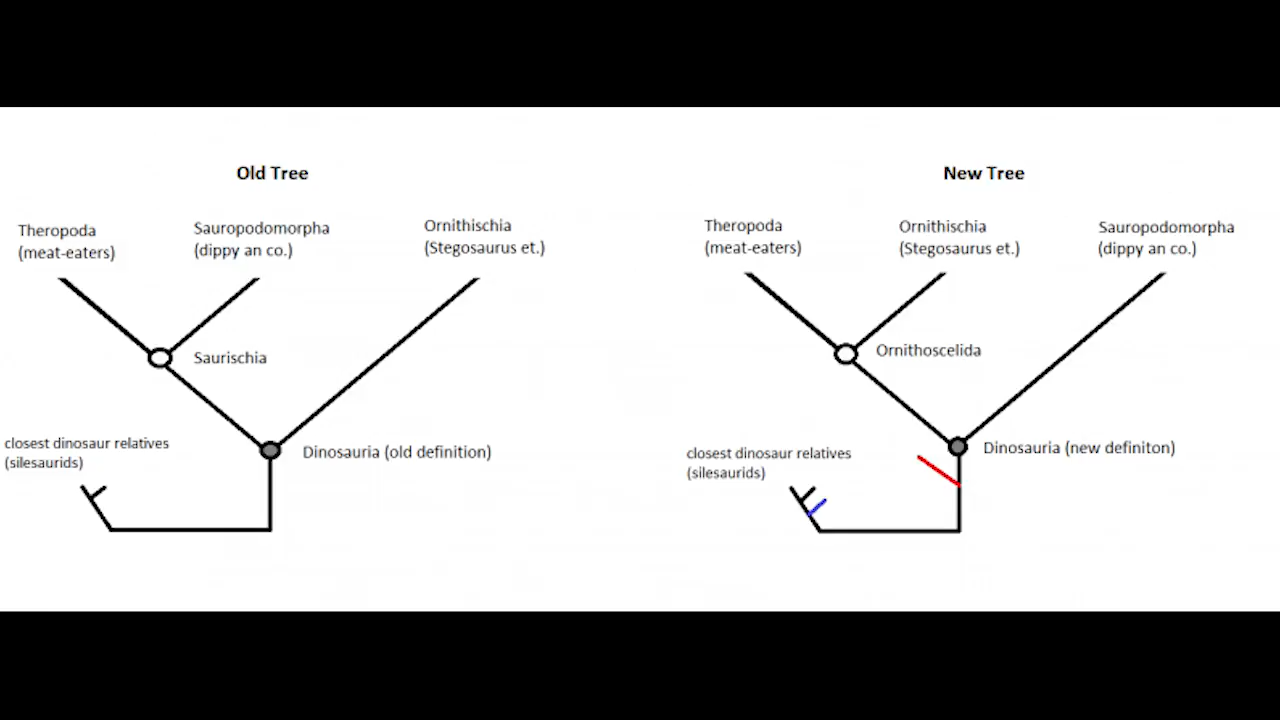 Old Tree
Theropoda
(meat-eaters)
Sauropodomorpha
(dippy an co.)
Ornithischia
(Stegosaurus et.)
Saurischia
closest dinosaur relatives
(silesaurids)
Dinosauria (old definition)
New Tree
Theropoda
(meat-eaters)
Ornithischia
(Stegosaurus et.)
Sauropodomorpha
(dippy an co.)
Ornithoscelida
closest dinosaur relatives
(silesaurids)
Dinosauria (new definiton)